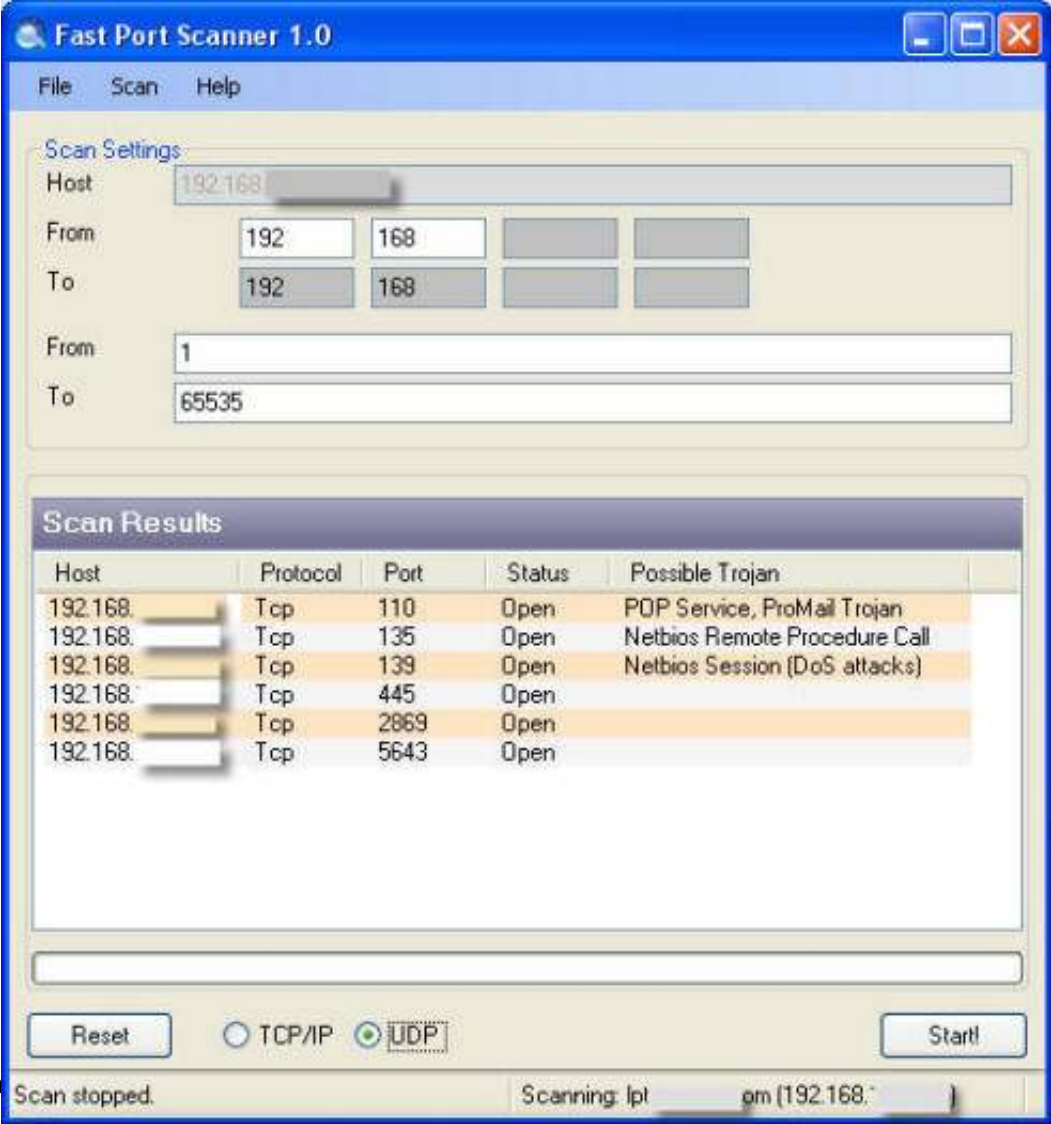 Fast Port Scanner 1.0
File Scan Help
Scan Settings
Host 192.168
From 192 168
To 192 168
From 1
To 65535
Scan Results
Host Protocol Port Status Possible Trojan
192.168. Tcp 110 Open POP Service, ProMail Trojan
192.168. Tcp 135 Open Netbios Remote Procedure Call
192.168. Tcp 139 Open Netbios Session (DoS attacks)
192.168. Tcp 445 Open
192.168. Tcp 2869 Open
192.168. Tcp 5643 Open
Reset TCP/IP UDP Start!
Scan stopped. Scanning: lpt om (192.168. )